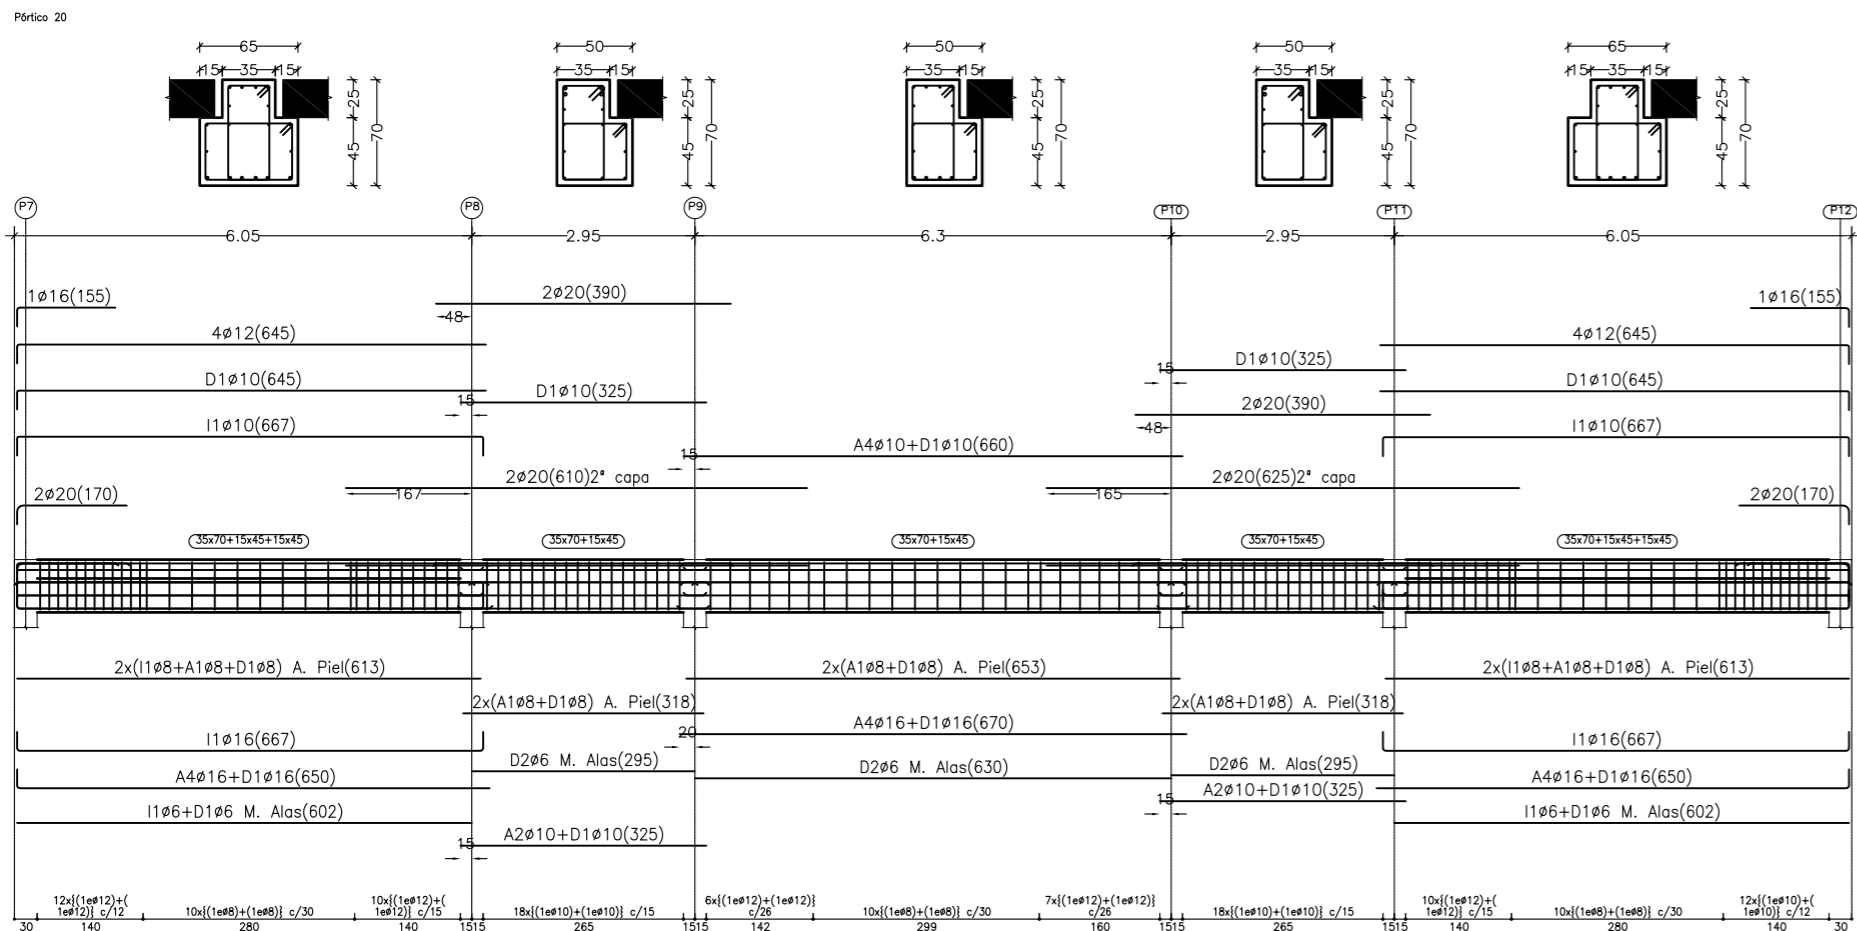 Pórtico 20
65
15 35 15
25
45
70
50
35 15
25
45
70
50
35 15
25
45
70
50
35 15
25
45
70
65
15 35 15
25
45
70
P7 P8 P9 P10 P11 P12
6.05 2.95 6.3 2.95 6.05
1ø16(155) 2ø20(390) 1ø16(155)
48
4ø12(645) 4ø12(645)
D1ø10(325)
15
D1ø10(645) D1ø10(645)
15 D1ø10(325)
2ø20(390)
48
I1ø10(667) I1ø10(667)
A4ø10+D1ø10(660)
15
2ø20(610)2ª capa 2ø20(625)2ª capa
167 165
2ø20(170) 2ø20(170)
35x70+15x45+15x45 35x70+15x45 35x70+15x45 35x70+15x45 35x70+15x45+15x45
2x(I1ø8+A1ø8+D1ø8) A. Piel(613) 2x(A1ø8+D1ø8) A. Piel(653) 2x(I1ø8+A1ø8+D1ø8) A. Piel(613)
2x(A1ø8+D1ø8) A. Piel(318) 2x(A1ø8+D1ø8) A. Piel(318)
A4ø16+D1ø16(670)
20
I1ø16(667) I1ø16(667)
D2ø6 M. Alas(295) D2ø6 M. Alas(630) D2ø6 M. Alas(295)
A4ø16+D1ø16(650) A4ø16+D1ø16(650)
A2ø10+D1ø10(325)
15
I1ø6+D1ø6 M. Alas(602) I1ø6+D1ø6 M. Alas(602)
A2ø10+D1ø10(325)
15
12x{(1eø12)+(
1eø12)} c/12
10x{(1eø8)+(1eø8)} c/30
10x{(1eø12)+(
1eø12)} c/15
18x{(1eø10)+(1eø10)} c/15
6x{(1eø12)+(1eø12)}
c/26
10x{(1eø8)+(1eø8)} c/30
7x{(1eø12)+(1eø12)}
c/26
18x{(1eø10)+(1eø10)} c/15
10x{(1eø12)+(
1eø12)} c/15
10x{(1eø8)+(1eø8)} c/30
12x{(1eø10)+(
1eø10)} c/12
30 140 280 140 1515 265 1515 142 299 160 1515 265 1515 140 280 140 30